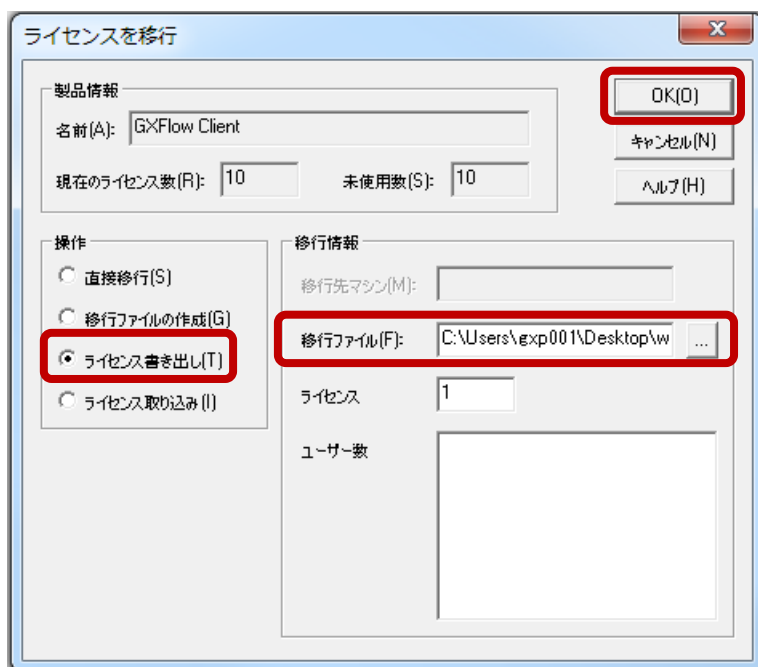 ライセンスを移行
製品情報
名前(A): GXFlow Client
現在のライセンス数(R): 10 未使用数(S): 10
OK(O)
キャンセル(N)
ヘルプ(H)
操作
直接移行(S)
移行ファイルの作成(G)
ライセンス書き出し(T)
ライセンス取り込み(I)
移行情報
移行先マシン(M):
移行ファイル(F): C:\Users\gxp001\Desktop\w ...
ライセンス 1
ユーザー数